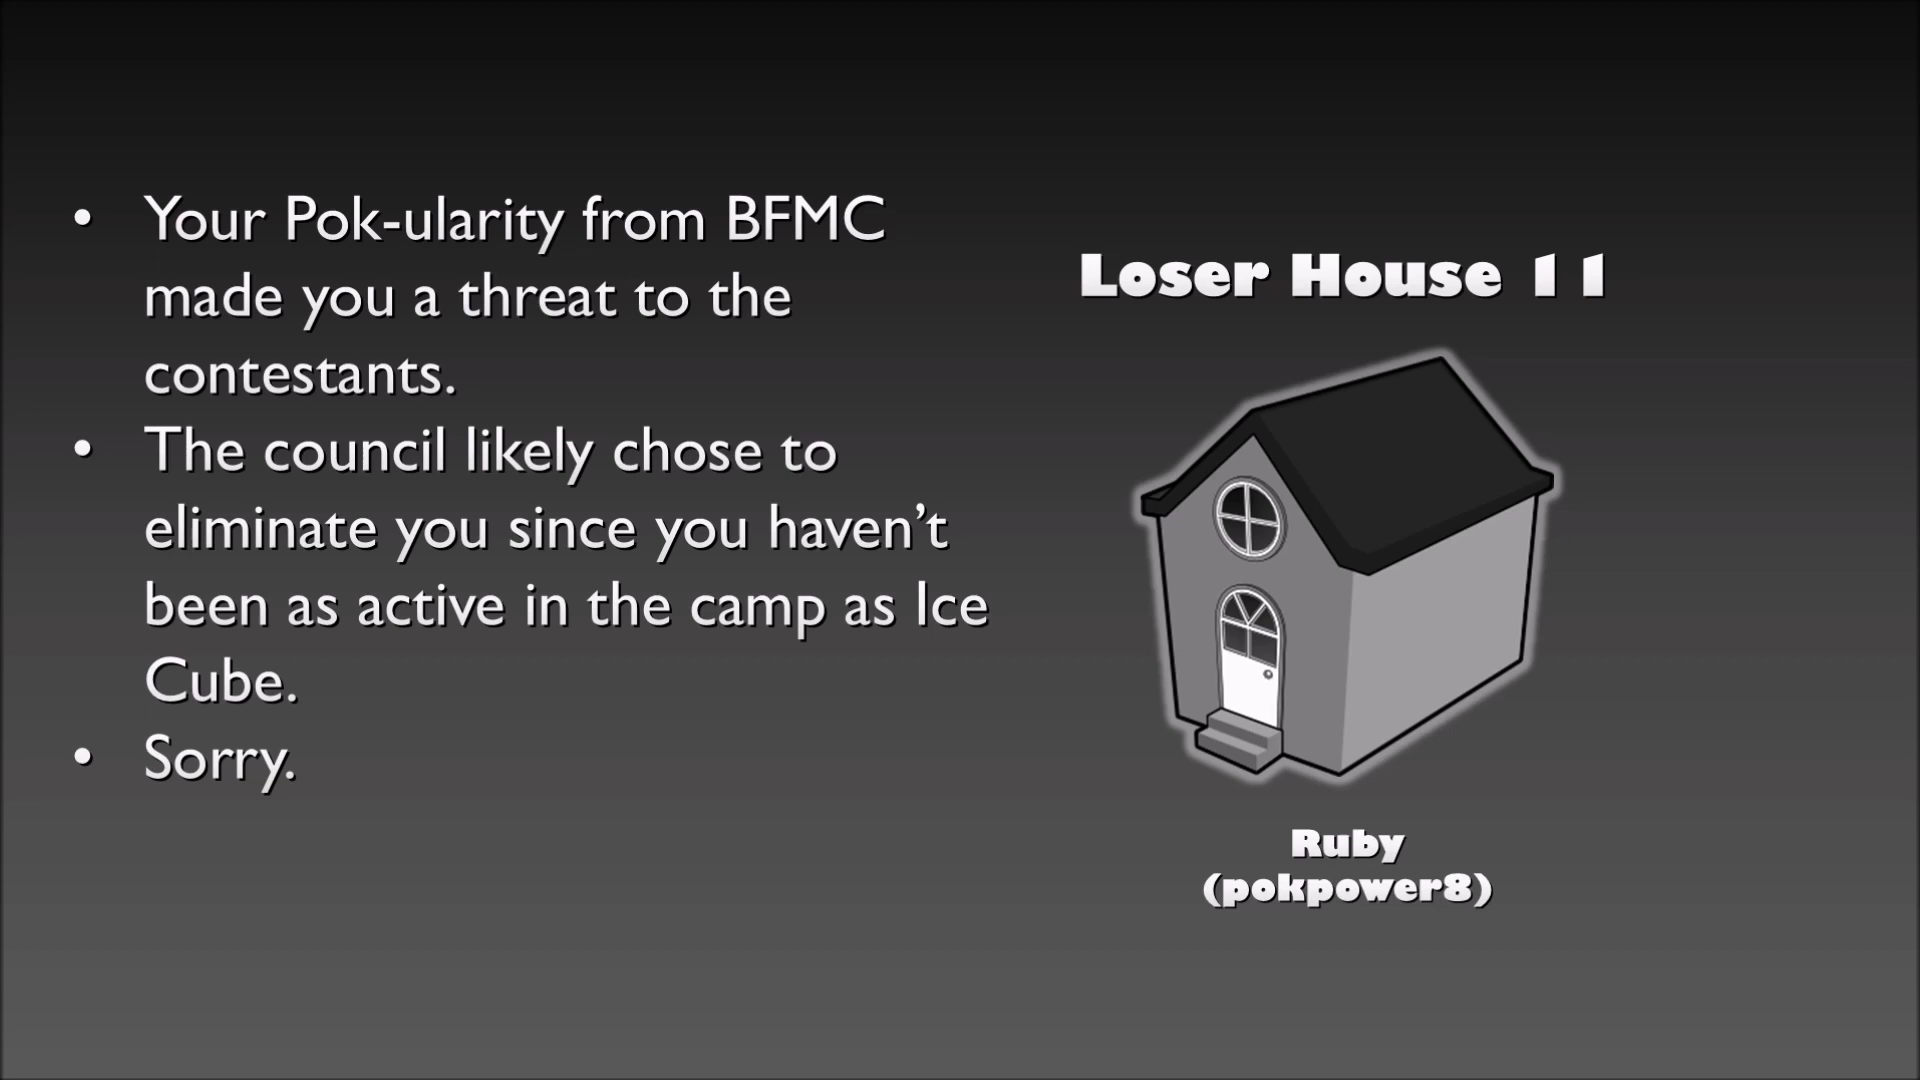 • Your Pok-ularity from BFMC
made you a threat to the
contestants.
• The council likely chose to
eliminate you since you haven’t
been as active in the camp as Ice
Cube.
• Sorry.
Loser House 11
Ruby
(pokpower8)